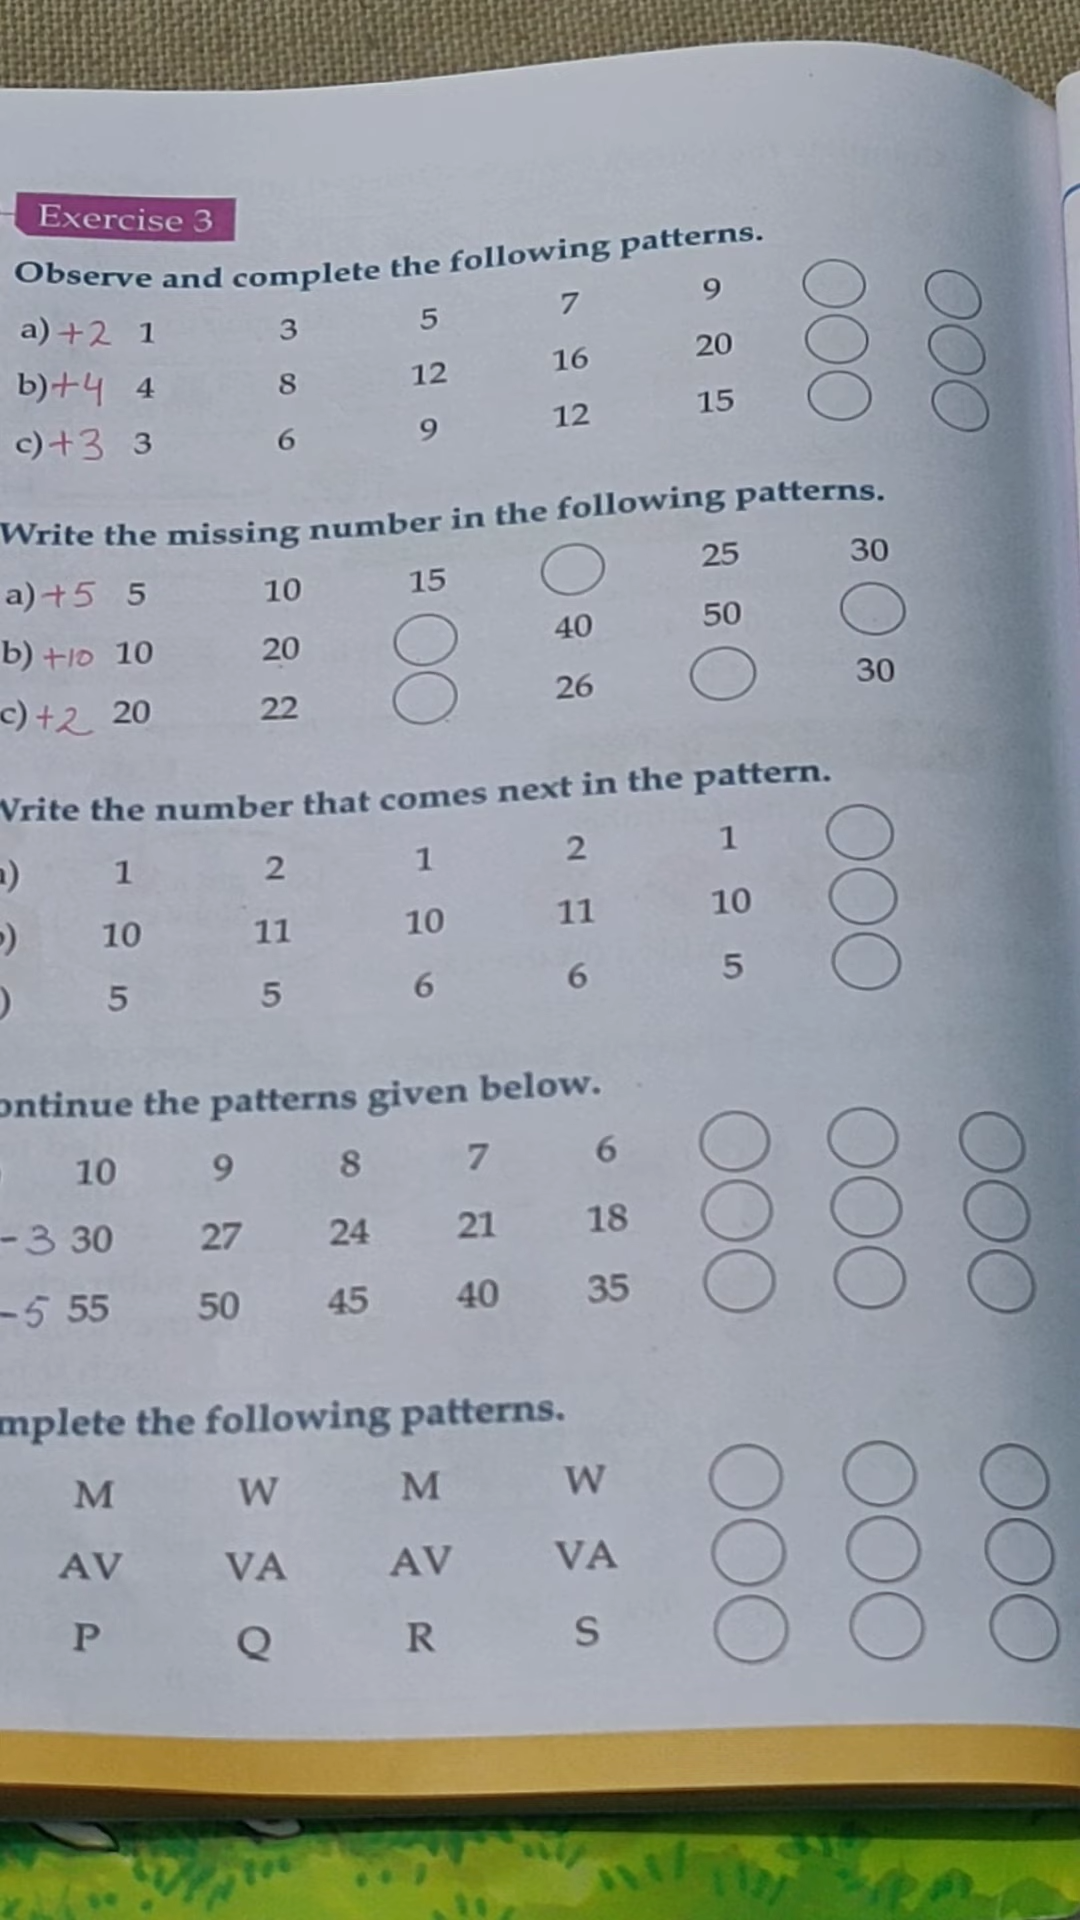 Exercise 3
Observe and complete the following patterns.
a) +2 1 3 5 7 9
b) +4 4 8 12 16 20
c) +3 3 6 9 12 15
Write the missing number in the following patterns.
a) +5 5 10 15 25 30
b) +10 10 20 40 50
c) +2 20 22 26 30
Write the number that comes next in the pattern.
) 1 2 1 2 1
) 10 11 10 11 10
) 5 5 6 6 5
ontinue the patterns given below.
10 9 8 7 6
-3 30 27 24 21 18
-5 55 50 45 40 35
mplete the following patterns.
M W M W
AV VA AV VA
P Q R S